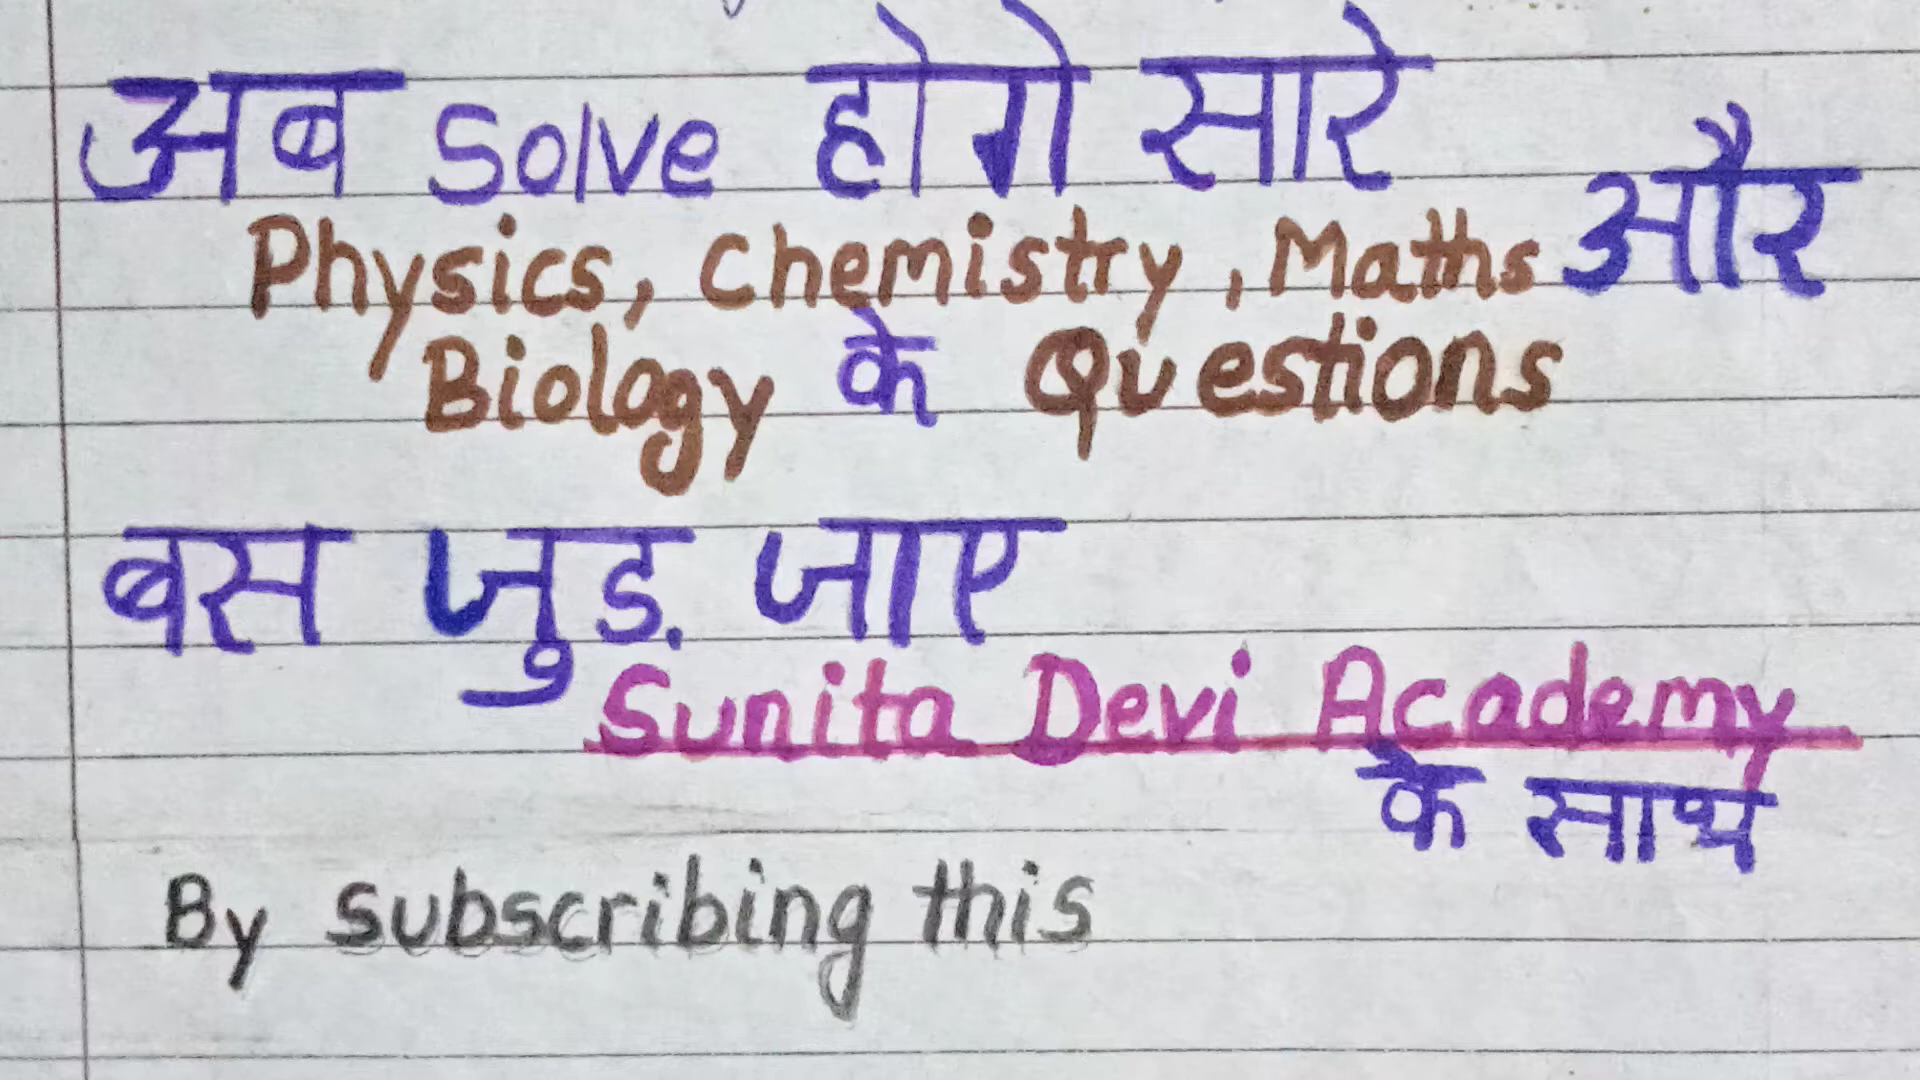 अब Solve होगे सारे
Physics, Chemistry, Maths और
Biology के Questions
बस जुड़ जाए
Sunita Devi Academy
के साथ
By subscribing this